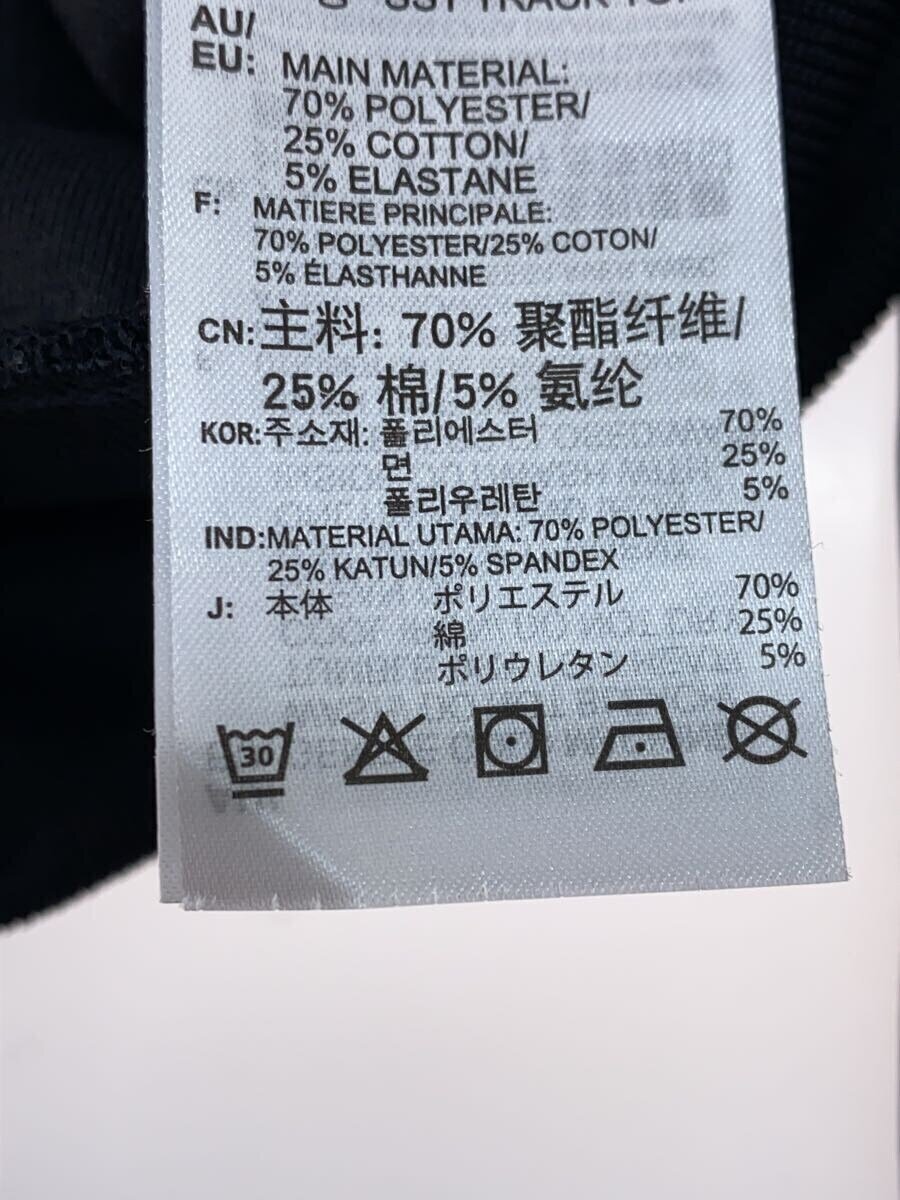 SST TRACK TOP
AU/
EU: MAIN MATERIAL:
70% POLYESTER/
25% COTTON/
5% ELASTANE
F: MATIERE PRINCIPALE:
70% POLYESTER/25% COTON/
5% ÉLASTHANNE
CN: 主料: 70% 聚酯纤维/
25% 棉/5% 氨纶
KOR: 주소재: 폴리에스터 70%
면 25%
폴리우레탄 5%
IND: MATERIAL UTAMA: 70% POLYESTER/
25% KATUN/5% SPANDEX
J: 本体 ポリエステル 70%
綿 25%
ポリウレタン 5%
30